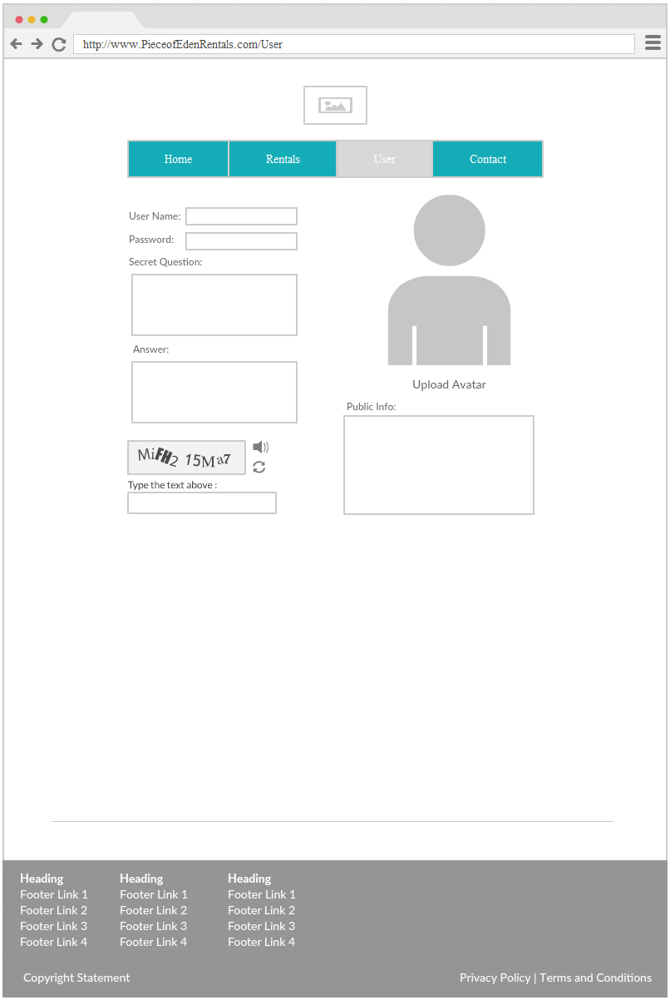 http://www.PieceofEdenRentals.com/User
Home Rentals User Contact
User Name:
Password:
Secret Question:
Answer:
MiFH2 15Ma7
Type the text above :
Upload Avatar
Public Info:
Heading Heading Heading
Footer Link 1 Footer Link 1 Footer Link 1
Footer Link 2 Footer Link 2 Footer Link 2
Footer Link 3 Footer Link 3 Footer Link 3
Footer Link 4 Footer Link 4 Footer Link 4
Copyright Statement Privacy Policy | Terms and Conditions